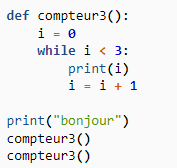 def compteur3():
    i = 0
    while i < 3:
        print(i)
        i = i + 1

print("bonjour")
compteur3()
compteur3()